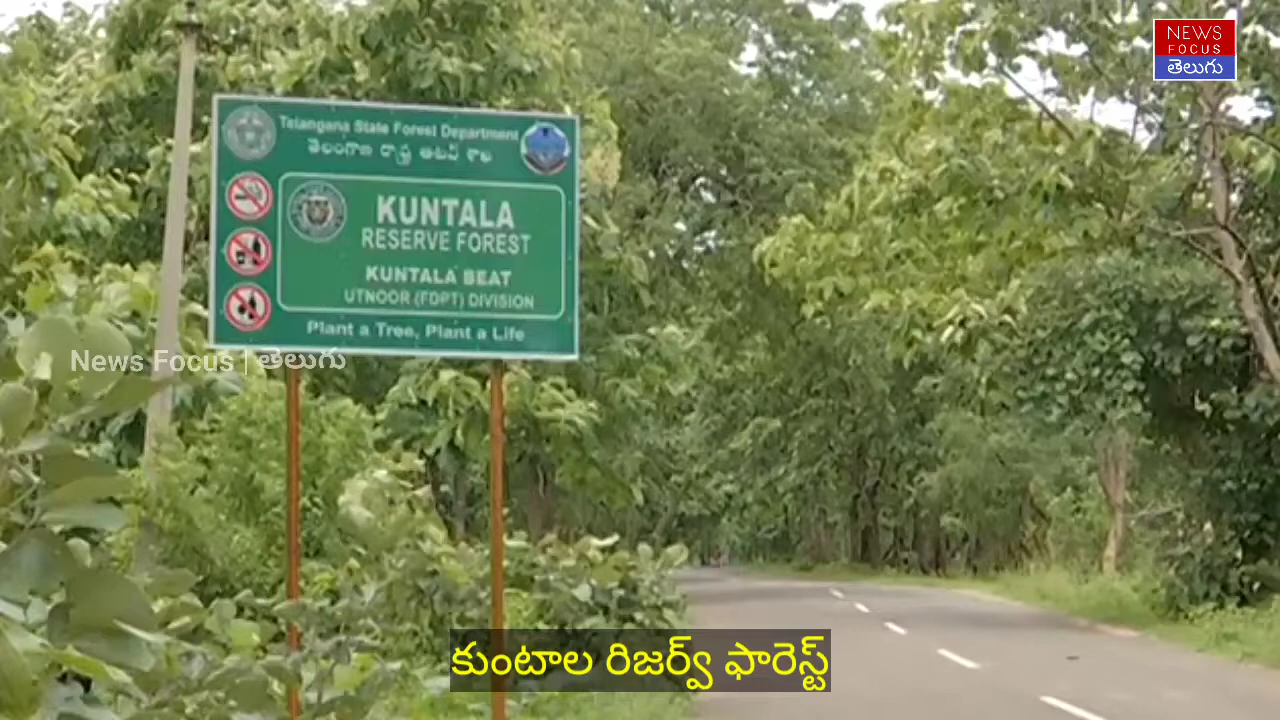 NEWS
FOCUS
తెలుగు
Telangana State Forest Department
తెలంగాణ రాష్ట్ర అటవీ శాఖ
KUNTALA
RESERVE FOREST
KUNTALA BEAT
UTNOOR (FDPT) DIVISION
Plant a Tree, Plant a Life
News Focus | తెలుగు
కుంటాల రిజర్వ్ ఫారెస్ట్